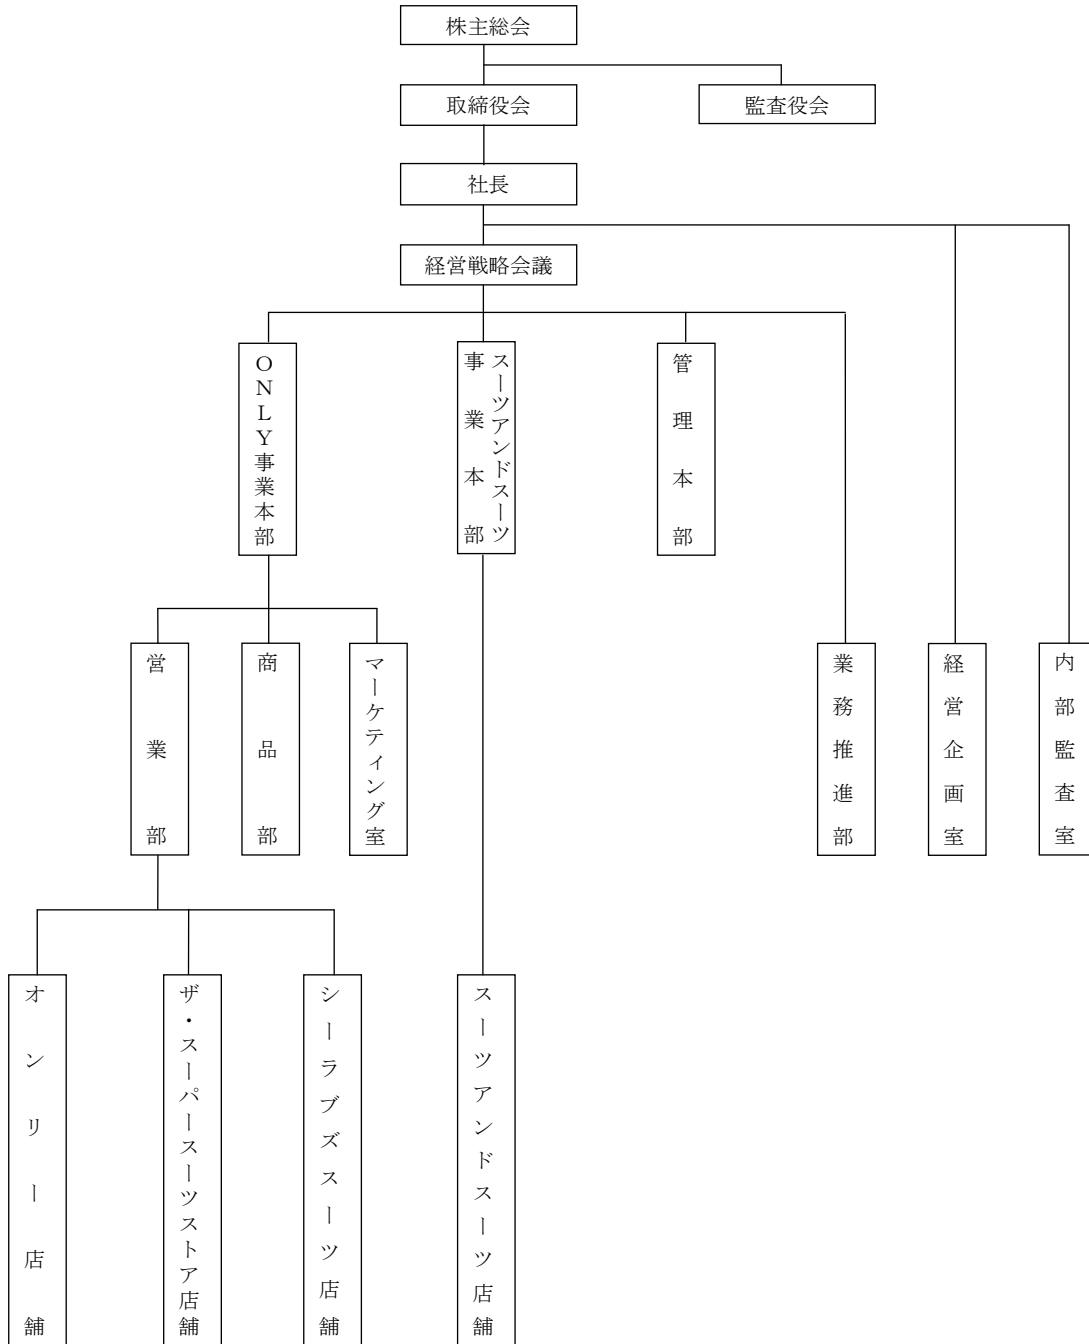 株主総会
取締役会
監査役会
社長
経営戦略会議
ONLY事業本部
スーツアンドスーツ
事業本部
管理本部
営業部
商品部
マーケティング室
業務推進部
経営企画室
内部監査室
オンリー店舗
ザ・スーパースーツストア店舗
シーラブズスーツ店舗
スーツアンドスーツ店舗